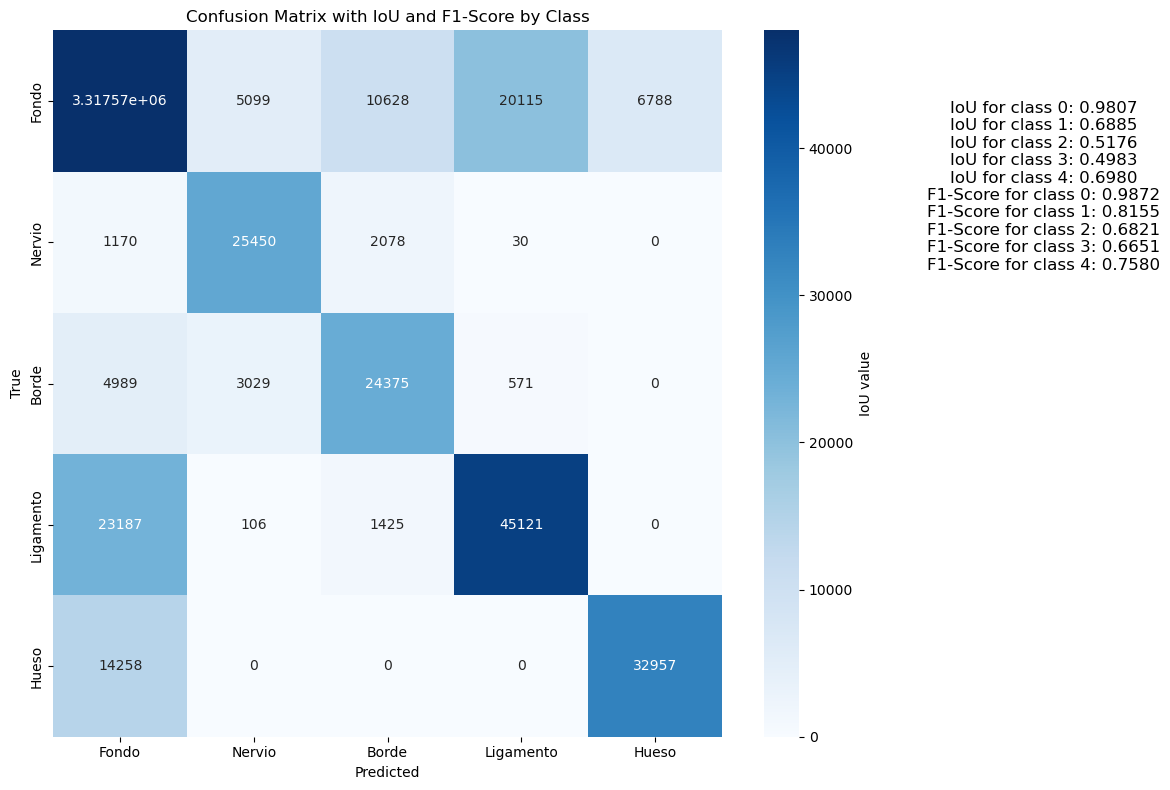 Confusion Matrix with IoU and F1-Score by Class
Fondo 3.31757e+06 5099 10628 20115 6788
Nervio 1170 25450 2078 30 0
Borde 4989 3029 24375 571 0
Ligamento 23187 106 1425 45121 0
Hueso 14258 0 0 0 32957
Fondo Nervio Borde Ligamento Hueso
Predicted
True
40000
30000
20000
10000
0
IoU value
IoU for class 0: 0.9807
IoU for class 1: 0.6885
IoU for class 2: 0.5176
IoU for class 3: 0.4983
IoU for class 4: 0.6980
F1-Score for class 0: 0.9872
F1-Score for class 1: 0.8155
F1-Score for class 2: 0.6821
F1-Score for class 3: 0.6651
F1-Score for class 4: 0.7580